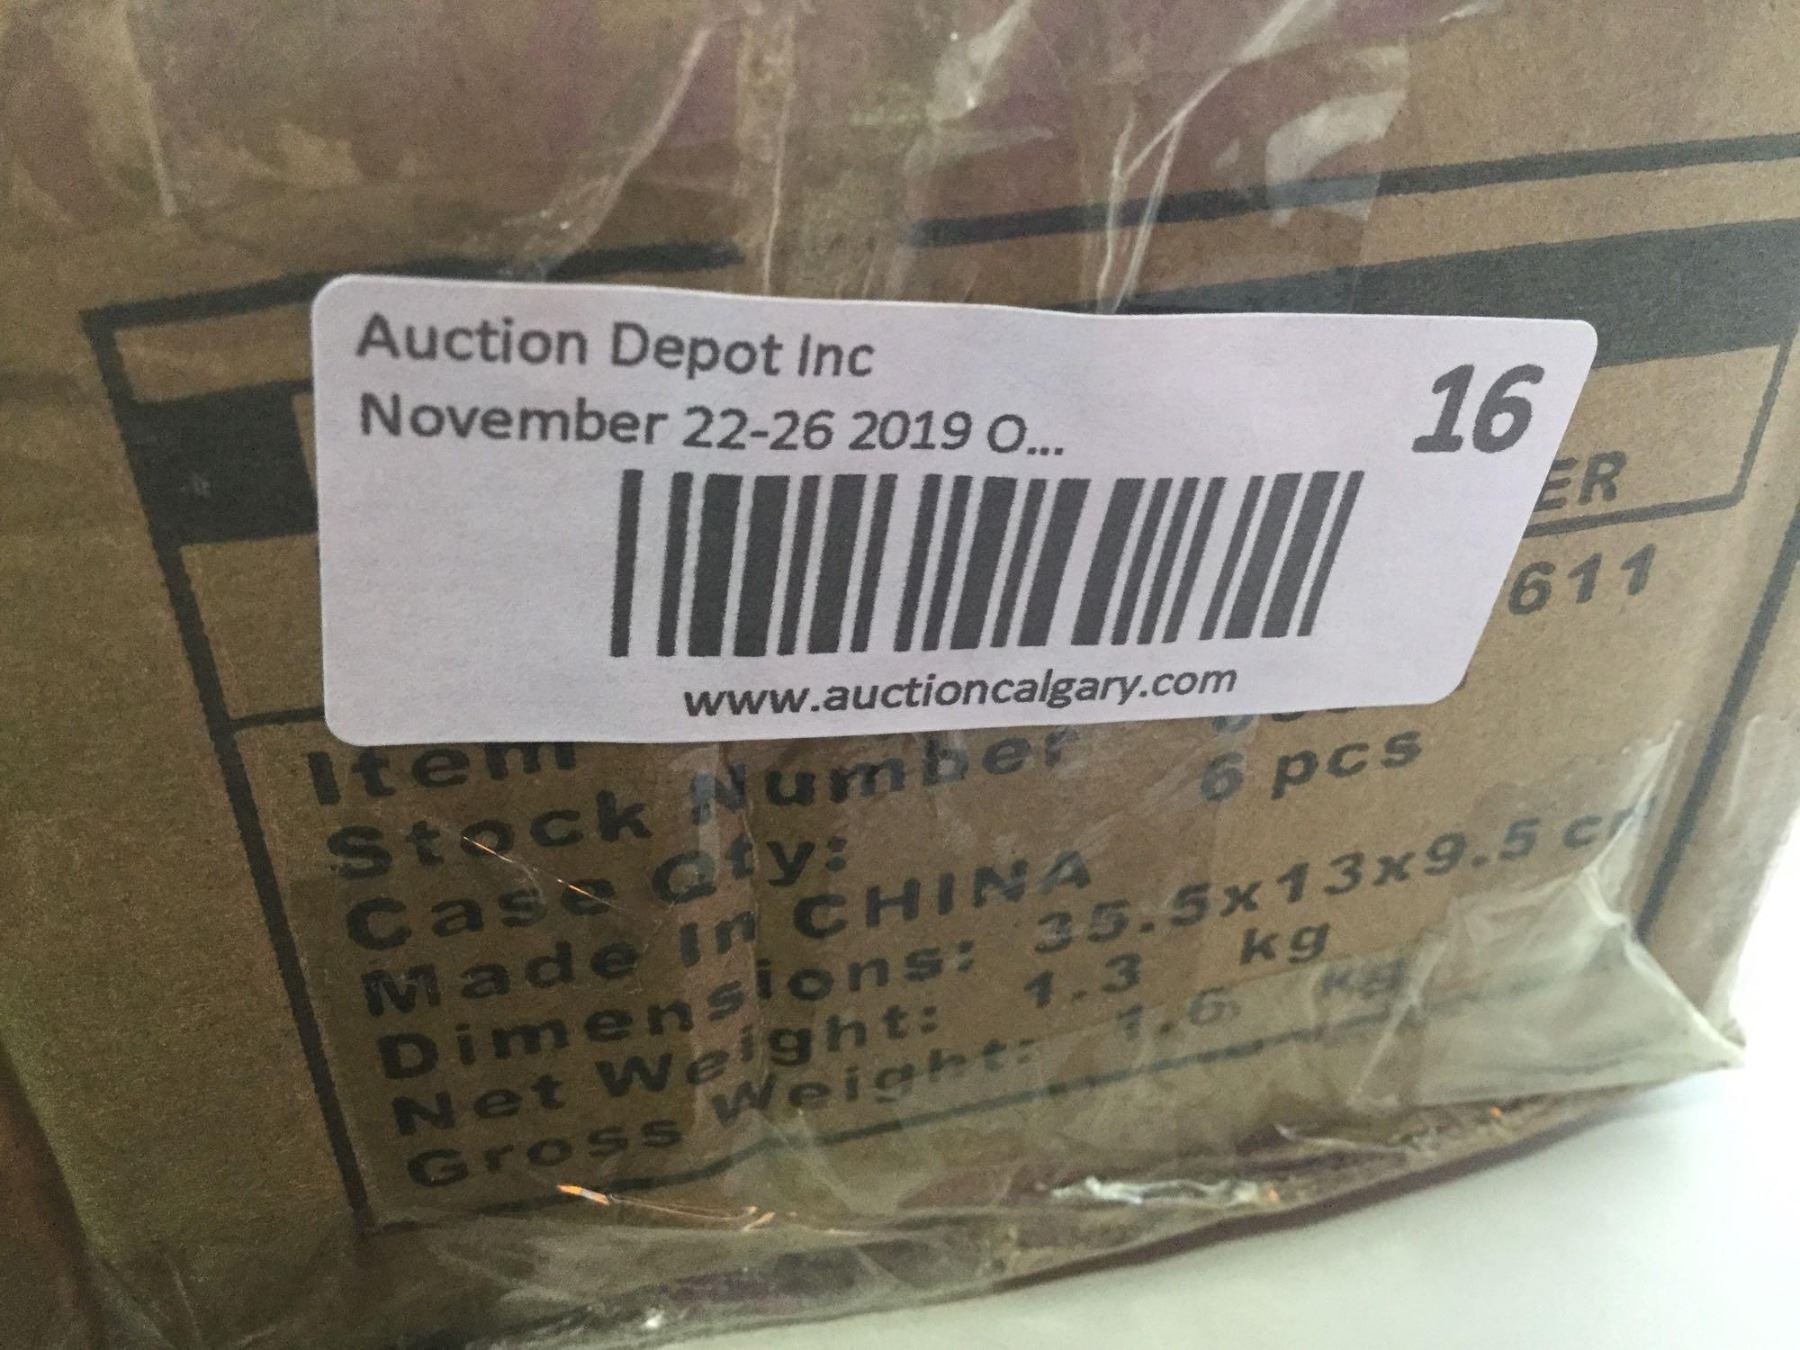 Auction Depot Inc
November 22-26 2019 O...
16
www.auctioncalgary.com
ER
611
Item
Stock Number
Case Qty: 6 pcs
Made In CHINA
Dimensions: 35.5x13x9.5 cm
Net Weight: 1.3 kg
Gross Weight: 1.6 kg